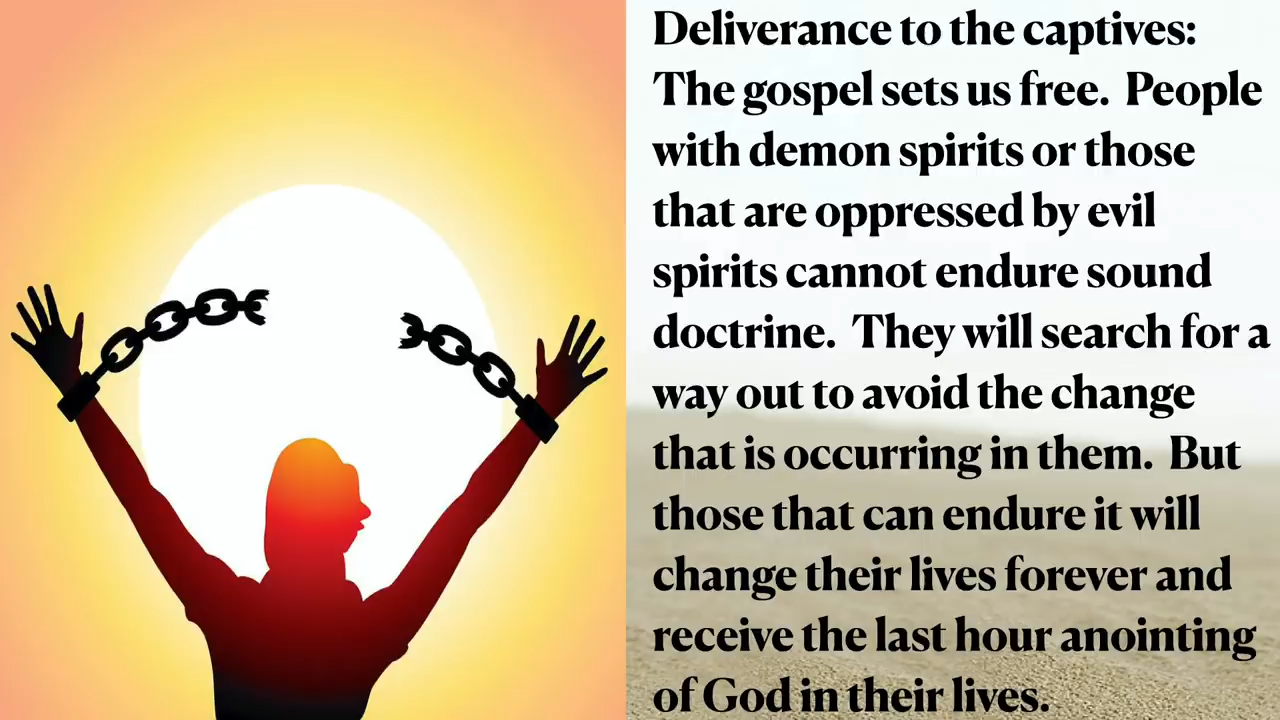 Deliverance to the captives:
The gospel sets us free.  People
with demon spirits or those
that are oppressed by evil
spirits cannot endure sound
doctrine.  They will search for a
way out to avoid the change
that is occurring in them.  But
those that can endure it will
change their lives forever and
receive the last hour anointing
of God in their lives.